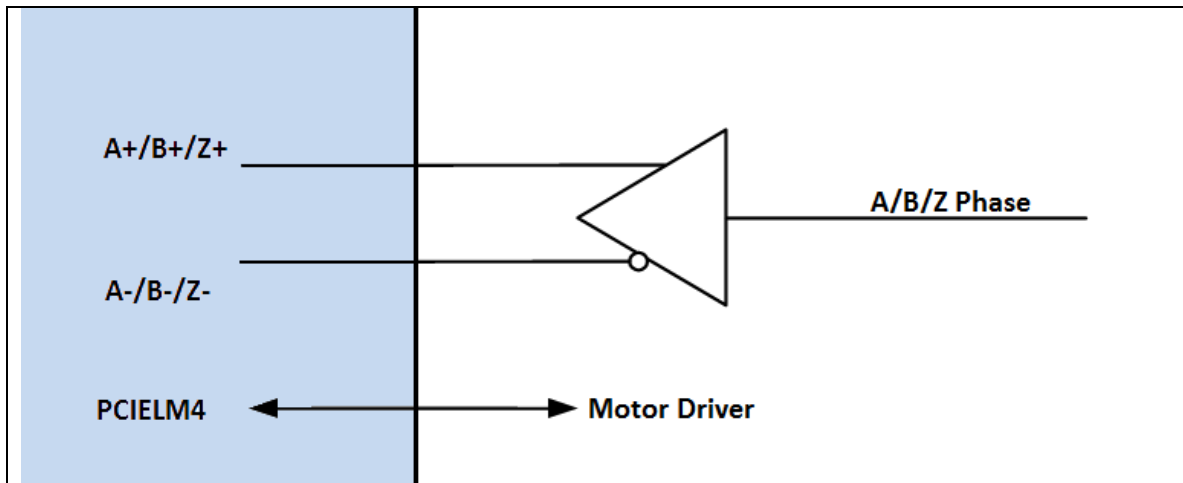 A+/B+/Z+
A/B/Z Phase
A-/B-/Z-
PCIELM4
Motor Driver